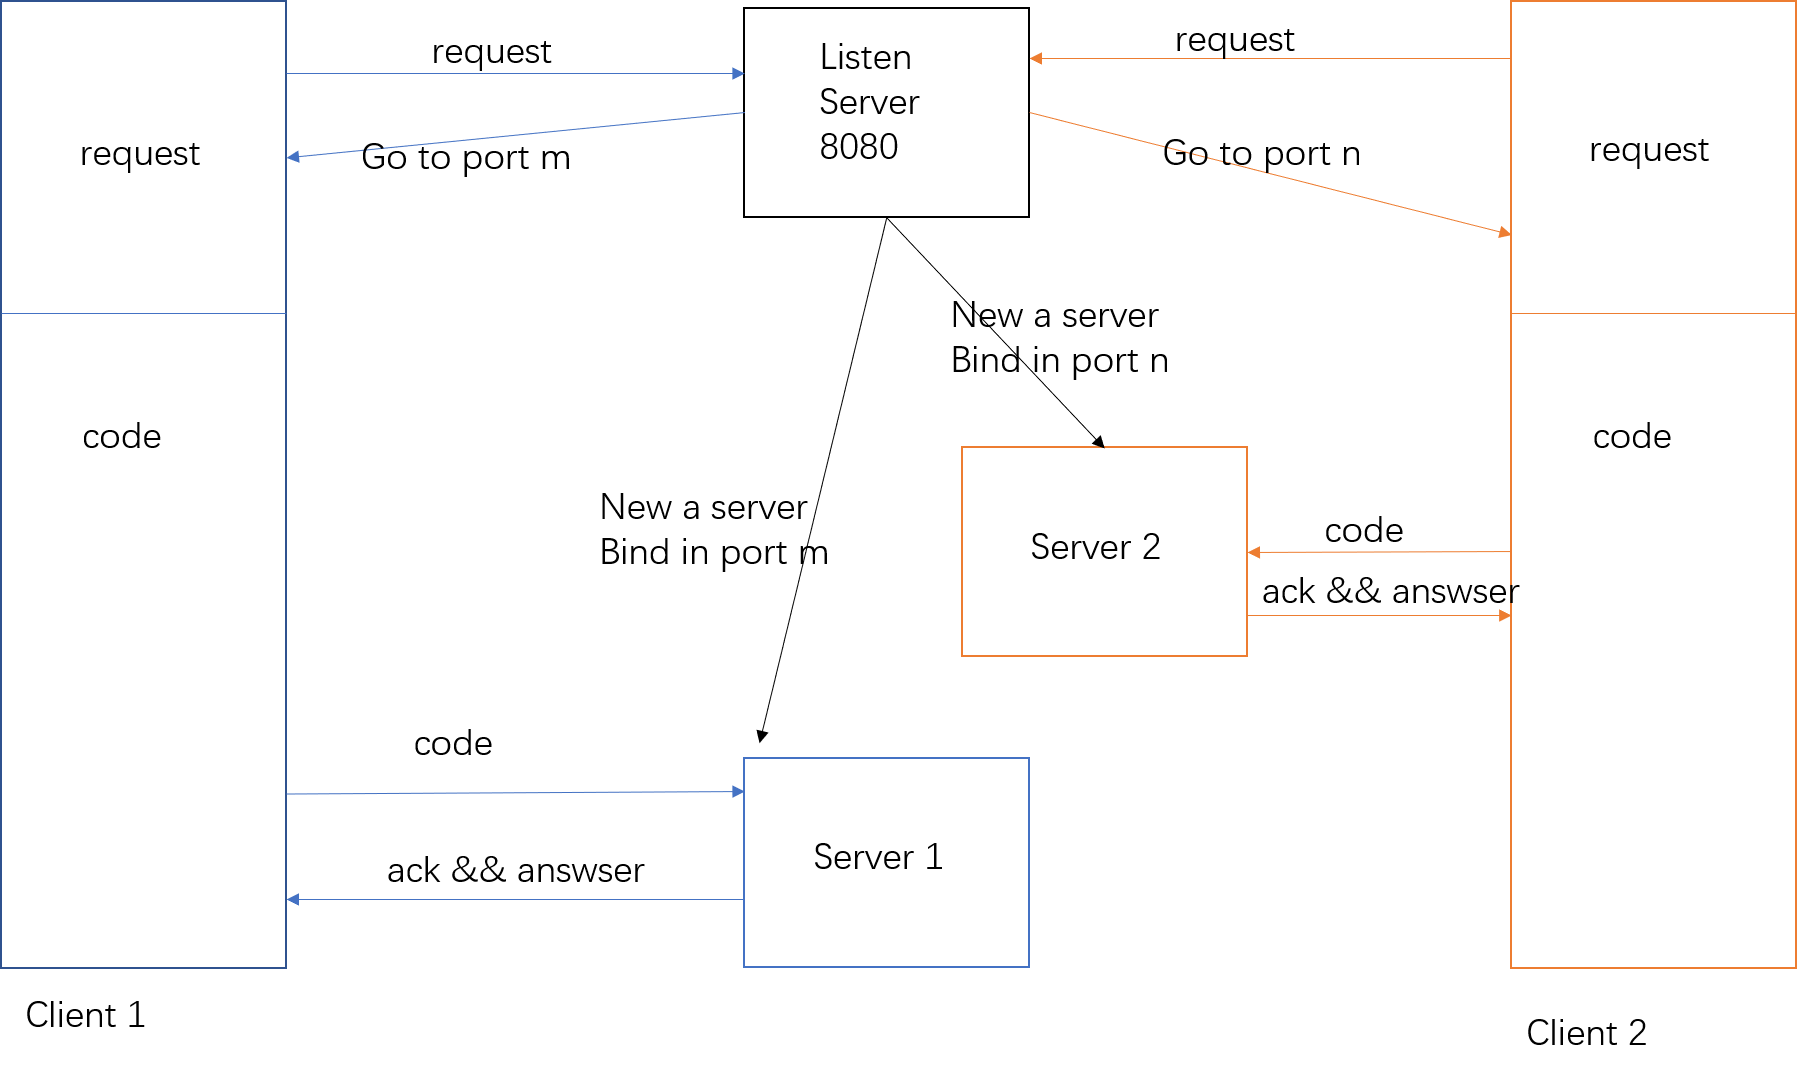 request
request
Listen
Server
8080
request
request
Go to port m
Go to port n
New a server
Bind in port n
code
code
New a server
Bind in port m
Server 2
code
ack && answser
code
Server 1
ack && answser
Client 1
Client 2